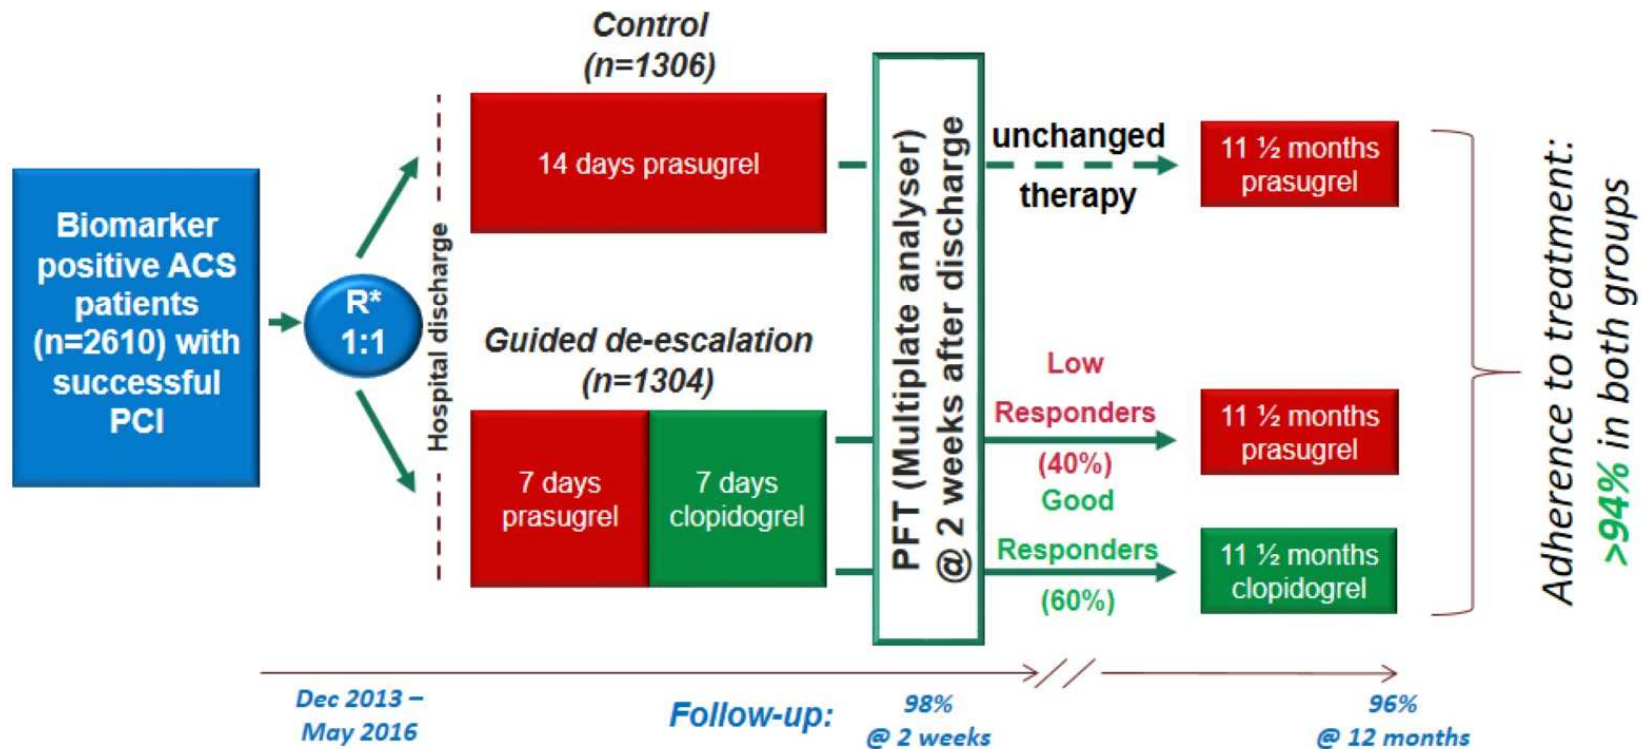 Biomarker
positive ACS
patients
(n=2610) with
successful
PCI
R*
1:1
Hospital discharge
Control
(n=1306)
14 days prasugrel
Guided de-escalation
(n=1304)
7 days
prasugrel
7 days
clopidogrel
PFT (Multiplate analyser)
@ 2 weeks after discharge
unchanged
therapy
Low
Responders
(40%)
Good
Responders
(60%)
11 ½ months
prasugrel
11 ½ months
prasugrel
11 ½ months
clopidogrel
Adherence to treatment:
>94% in both groups
Dec 2013 –
May 2016
Follow-up:
98%
@ 2 weeks
96%
@ 12 months